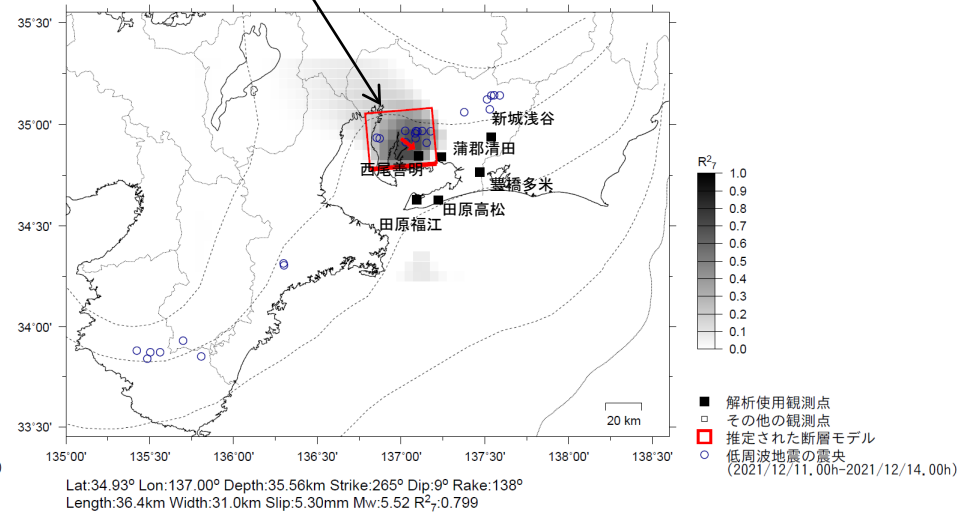 35°30'
35°00'
34°30'
34°00'
33°30'
135°00'
135°30'
136°00'
136°30'
137°00'
137°30'
138°00'
138°30'
新城浅谷
蒲郡清田
西尾善明
豊橋多米
田原高松
田原福江
20 km
R²₇
1.0
0.9
0.8
0.7
0.6
0.5
0.4
0.3
0.2
0.1
0.0
解析使用観測点
その他の観測点
推定された断層モデル
低周波地震の震央
(2021/12/11,00h-2021/12/14,00h)
Lat:34.93° Lon:137.00° Depth:35.56km Strike:265° Dip:9° Rake:138°
Length:36.4km Width:31.0km Slip:5.30mm Mw:5.52 R²₇:0.799